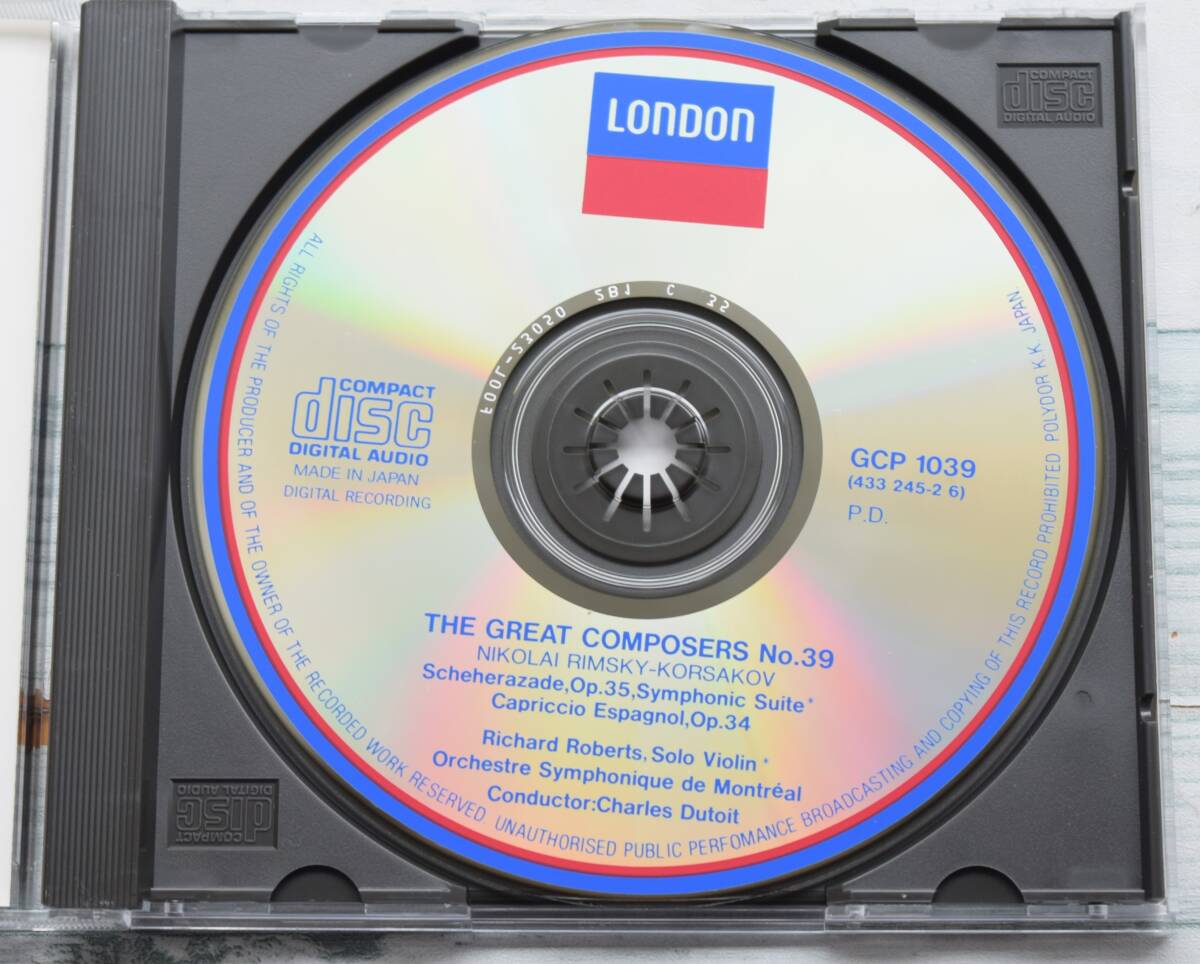 LONDON
COMPACT
disc
DIGITAL AUDIO
COMPACT
disc
DIGITAL AUDIO
MADE IN JAPAN
DIGITAL RECORDING
GCP 1039
(433 245-2 6)
P.D.
THE GREAT COMPOSERS No.39
NIKOLAI RIMSKY-KORSAKOV
Scheherazade,Op.35,Symphonic Suite*
Capriccio Espagnol,Op.34
Richard Roberts, Solo Violin *
Orchestre Symphonique de Montréal
Conductor:Charles Dutoit
ALL RIGHTS OF THE PRODUCER AND OF THE OWNER OF THE RECORDED WORK RESERVED. UNAUTHORISED PUBLIC PERFOMANCE BROADCASTING AND COPYING OF THIS RECORD PROHIBITED. POLYDOR K.K. JAPAN.
COMPACT
disc
DIGITAL AUDIO